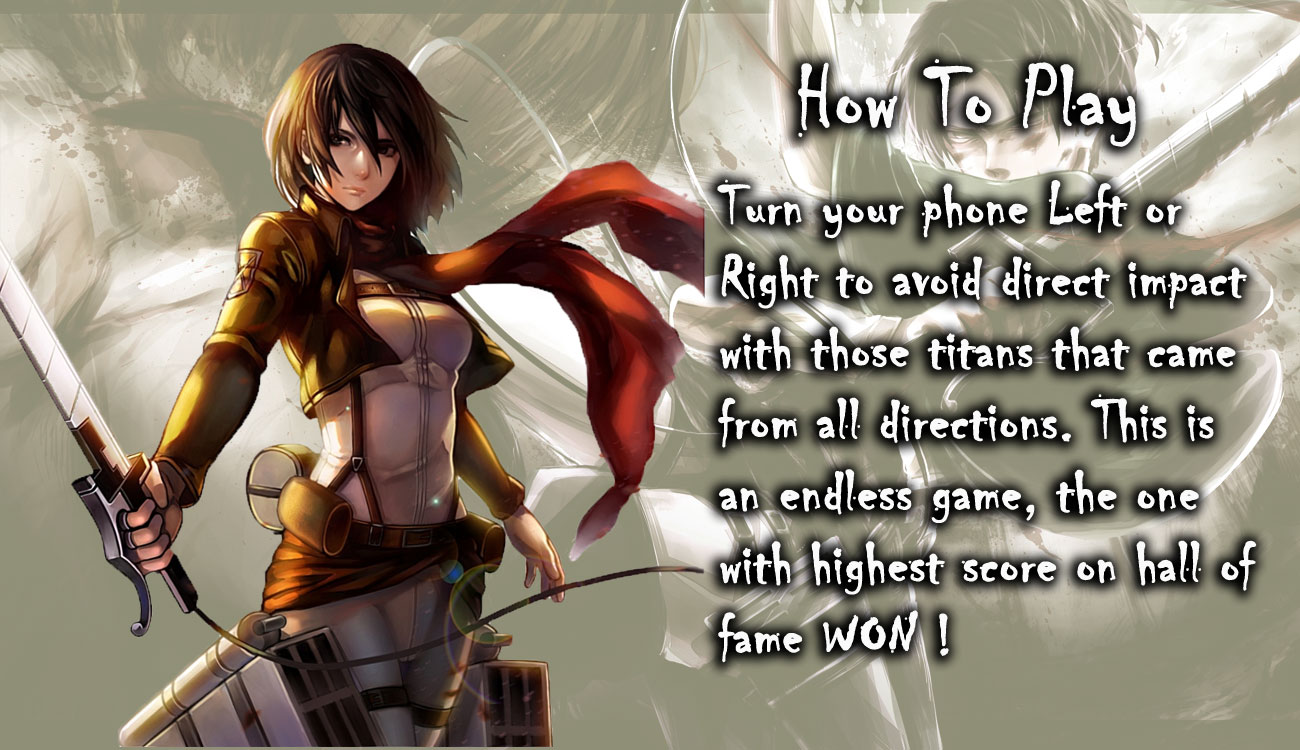 How To Play
Turn your phone Left or
Right to avoid direct impact
with those titans that came
from all directions. This is
an endless game, the one
with highest score on hall of
fame WON !